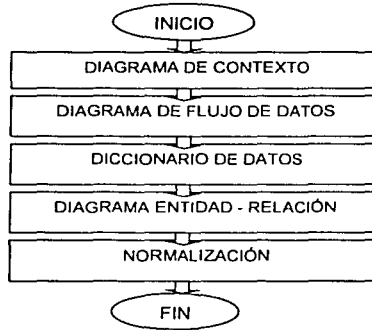 INICIO
DIAGRAMA DE CONTEXTO
DIAGRAMA DE FLUJO DE DATOS
DICCIONARIO DE DATOS
DIAGRAMA ENTIDAD - RELACIÓN
NORMALIZACIÓN
FIN